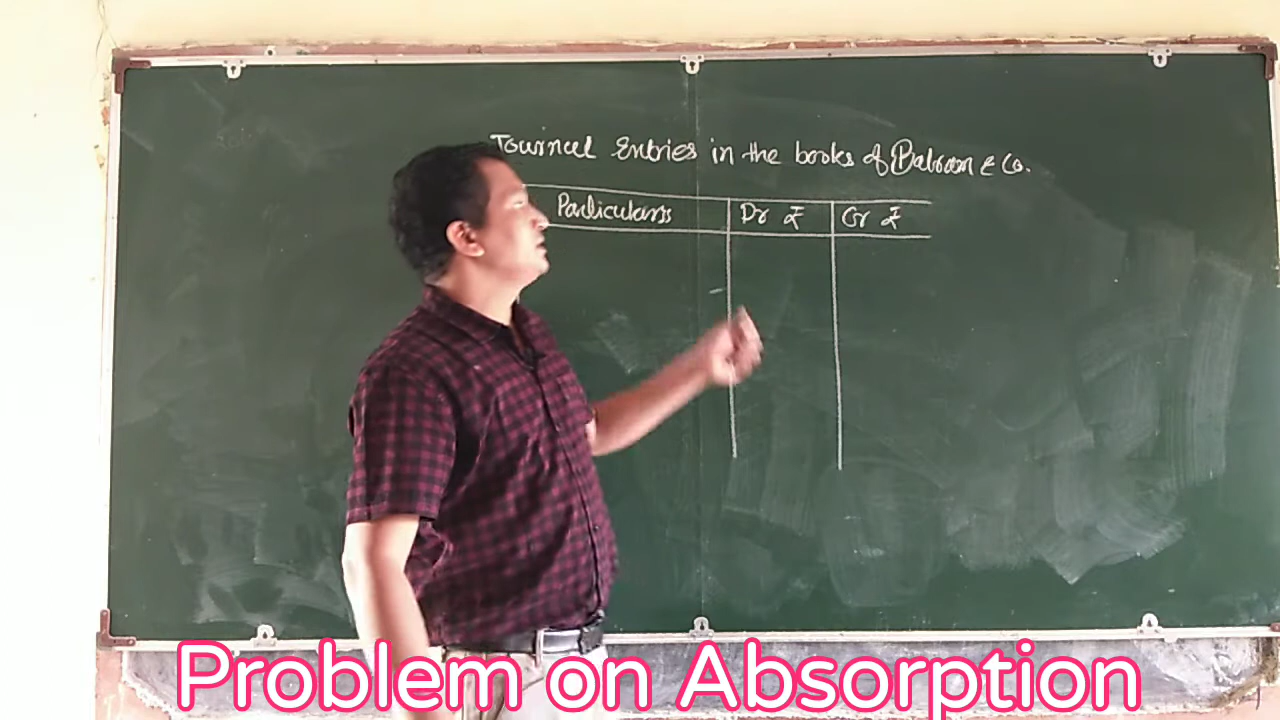 Journal Entries in the books of Balram & Co.
Particulars Dr ₹ Cr ₹
Problem on Absorption